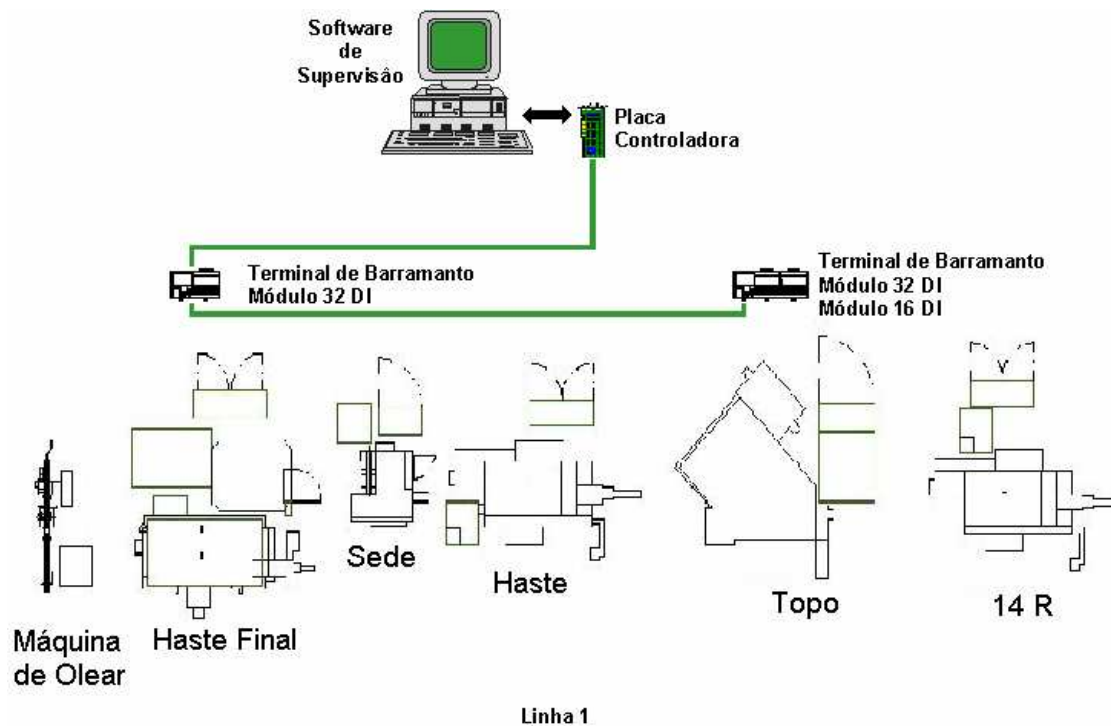 Software
de
Supervisão
Placa
Controladora
Terminal de Barramanto
Módulo 32 DI
Terminal de Barramanto
Módulo 32 DI
Módulo 16 DI
Máquina
de Olear
Haste Final
Sede
Haste
Topo
14 R
Linha 1